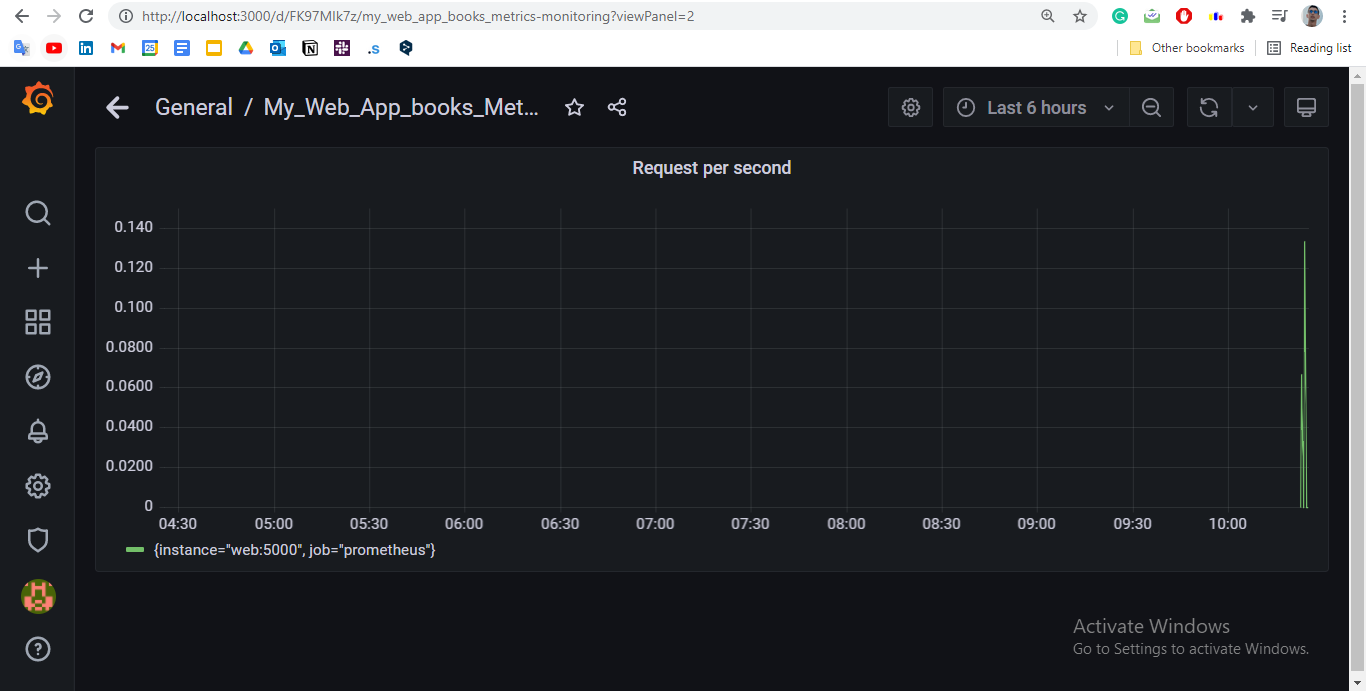 http://localhost:3000/d/FK97MIk7z/my_web_app_books_metrics-monitoring?viewPanel=2
Other bookmarks
Reading list
General / My_Web_App_books_Met...
Last 6 hours
Request per second
0.140
0.120
0.100
0.0800
0.0600
0.0400
0.0200
0
04:30 05:00 05:30 06:00 06:30 07:00 07:30 08:00 08:30 09:00 09:30 10:00
{instance="web:5000", job="prometheus"}
Activate Windows
Go to Settings to activate Windows.